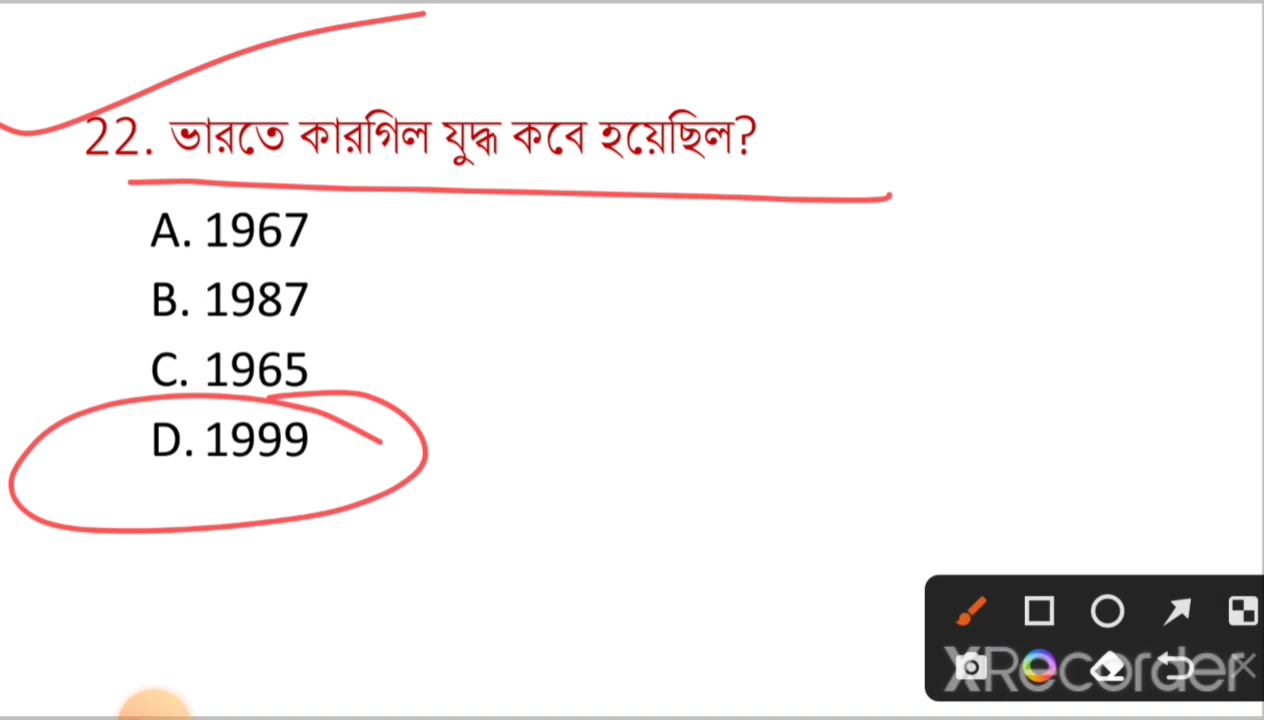 22. ভারতে কারগিল যুদ্ধ কবে হয়েছিল?
A. 1967
B. 1987
C. 1965
D. 1999
XRecorder